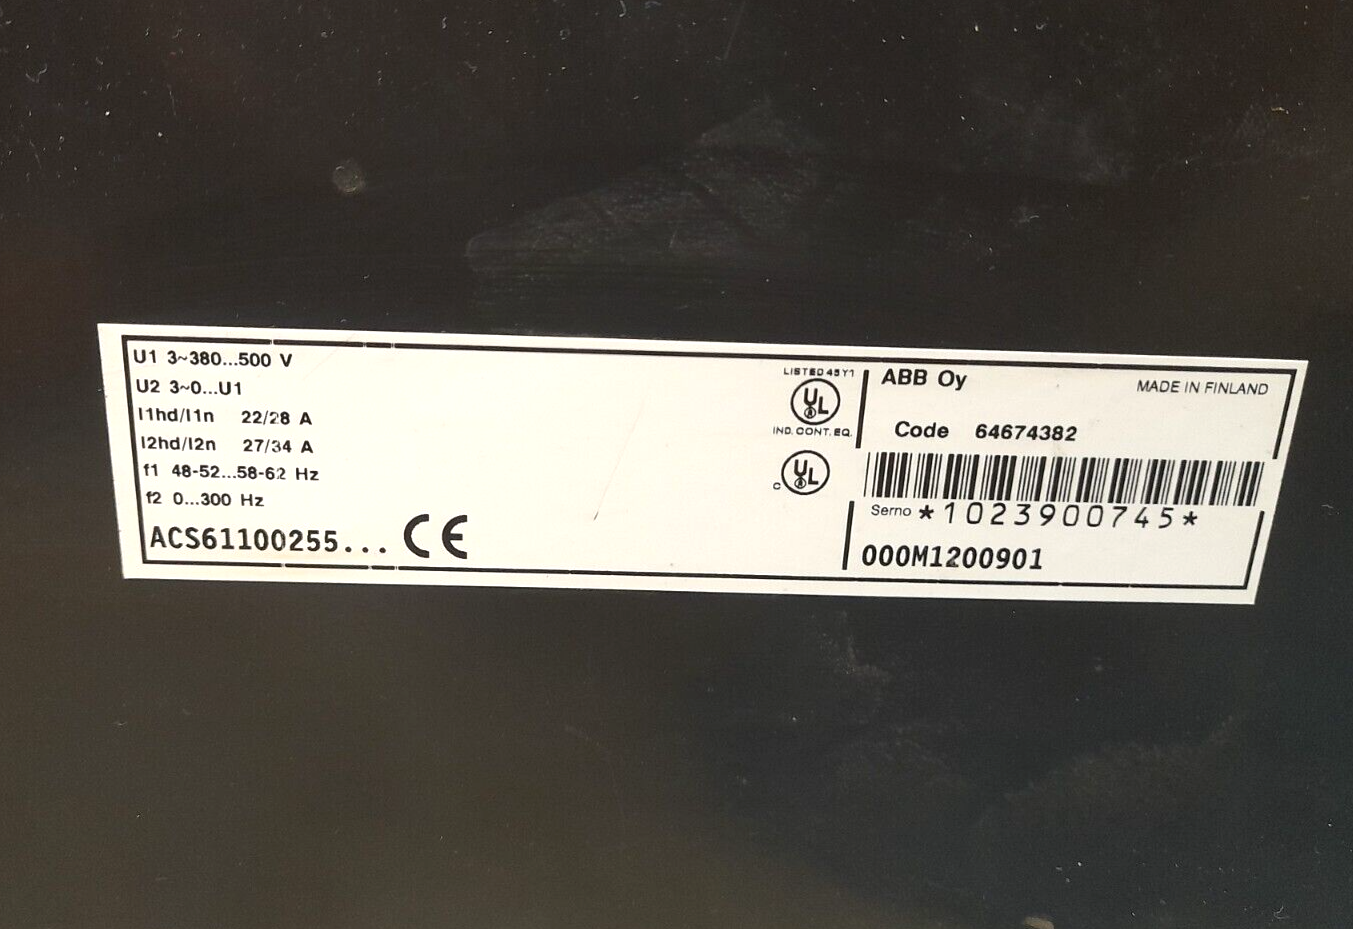 U1 3~380...500 V
U2 3~0...U1
I1hd/I1n 22/28 A
I2hd/I2n 27/34 A
f1 48-52...58-62 Hz
f2 0...300 Hz
ACS61100255... CE
LISTED 45Y1
UL
IND. CONT. EQ.
c UL
ABB Oy MADE IN FINLAND
Code 64674382
Serno *1023900745*
000M1200901